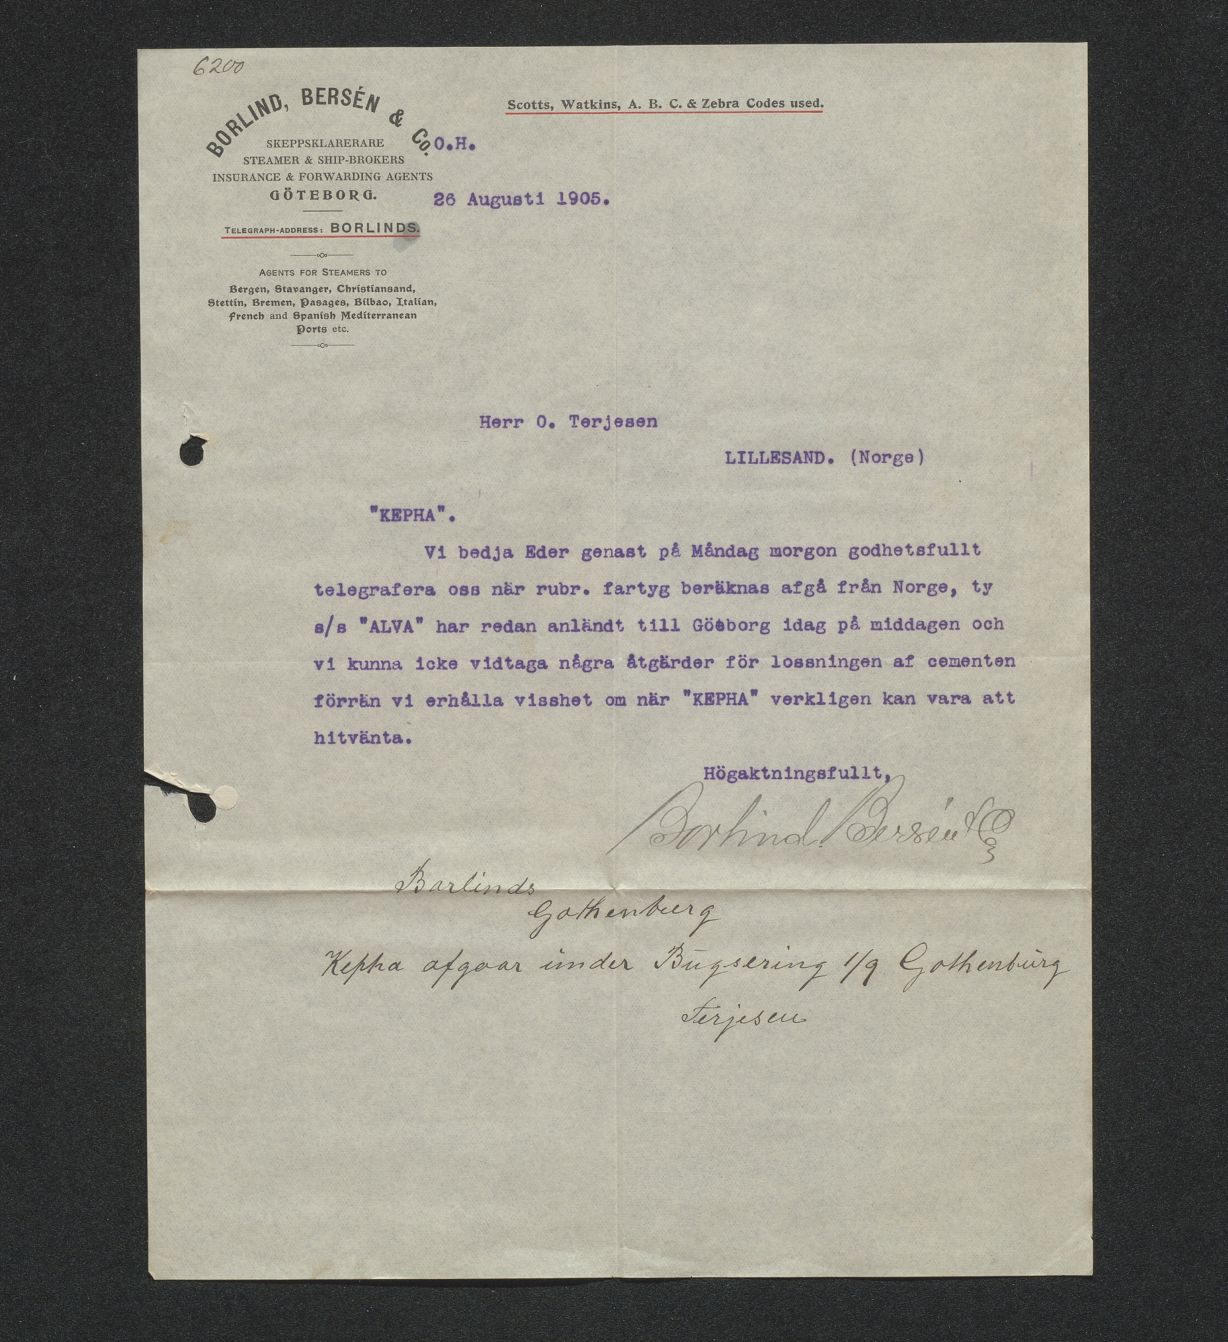 6200
BORLIND, BERSÉN & Co.
SKEPPSKLARERARE
STEAMER & SHIP-BROKERS
INSURANCE & FORWARDING AGENTS
GÖTEBORG.
TELEGRAPH-ADDRESS: BORLINDS.
AGENTS FOR STEAMERS TO
Bergen, Stavanger, Christiansand,
Stettin, Bremen, Pasages, Bilbao, Italian,
French and Spanish Mediterranean
Ports etc.
Scotts, Watkins, A. B. C. & Zebra Codes used.
O.H.
26 Augusti 1905.
Herr O. Terjesen
LILLESAND. (Norge)
"KEPHA".
Vi bedja Eder genast på Måndag morgon godhetsfullt
telegrafera oss när rubr. fartyg beräknas afgå från Norge, ty
s/s "ALVA" har redan anländt till Göteborg idag på middagen och
vi kunna icke vidtaga några åtgärder för lossningen af cementen
förrän vi erhålla visshet om när "KEPHA" verkligen kan vara att
hitvänta.
Högaktningsfullt,
Borlind, Bersén & Co
Borlinds
Gothenburg
Kepha afgaar under Bugsering 1/9 Gothenburg
Terjesen